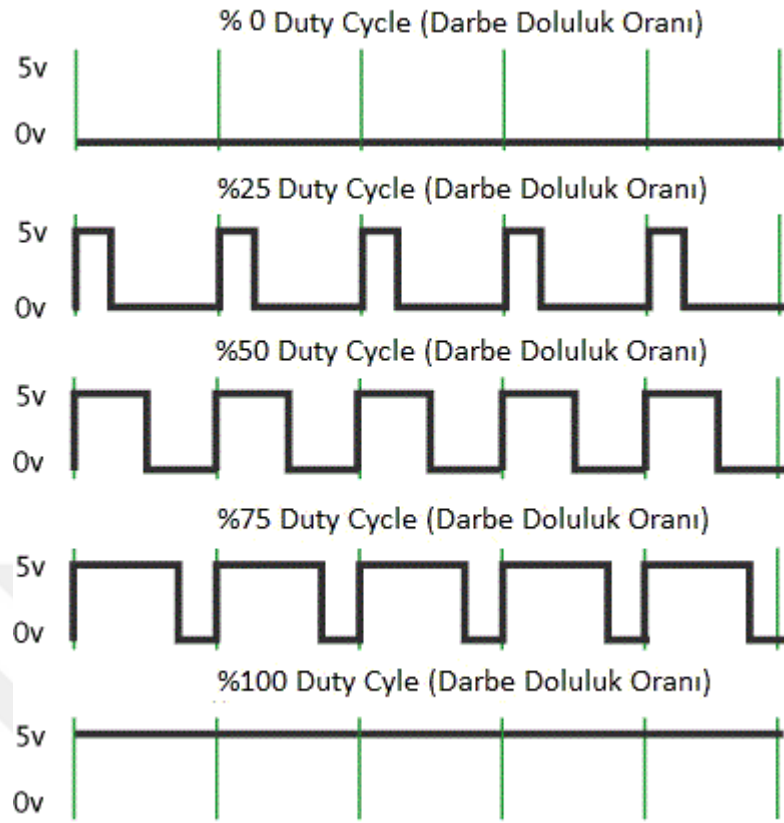 % 0 Duty Cycle (Darbe Doluluk Oranı)
5v
0v
%25 Duty Cycle (Darbe Doluluk Oranı)
5v
0v
%50 Duty Cycle (Darbe Doluluk Oranı)
5v
0v
%75 Duty Cycle (Darbe Doluluk Oranı)
5v
0v
%100 Duty Cyle (Darbe Doluluk Oranı)
5v
0v